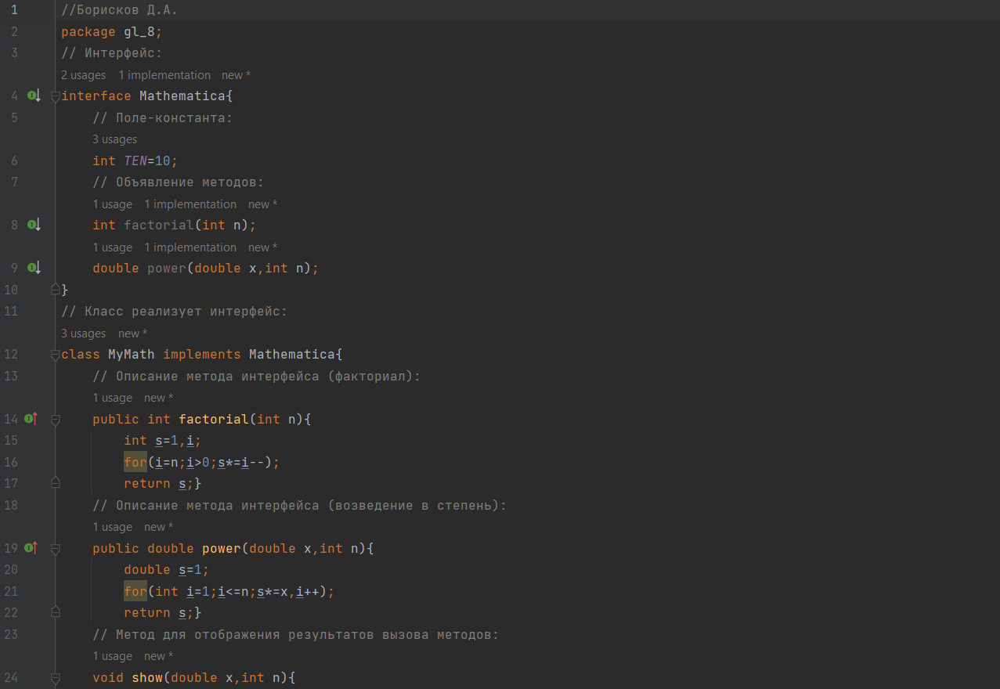 1 //Борисков Д.А.
2 package gl_8;
3 // Интерфейс:
2 usages 1 implementation new *
4 interface Mathematica{
5 // Поле-константа:
3 usages
6 int TEN=10;
7 // Объявление методов:
1 usage 1 implementation new *
8 int factorial(int n);
1 usage 1 implementation new *
9 double power(double x,int n);
10 }
11 // Класс реализует интерфейс:
3 usages new *
12 class MyMath implements Mathematica{
13 // Описание метода интерфейса (факториал):
1 usage new *
14 public int factorial(int n){
15 int s=1,i;
16 for(i=n;i>0;s*=i--);
17 return s;}
18 // Описание метода интерфейса (возведение в степень):
1 usage new *
19 public double power(double x,int n){
20 double s=1;
21 for(int i=1;i<=n;s*=x,i++);
22 return s;}
23 // Метод для отображения результатов вызова методов:
1 usage new *
24 void show(double x,int n){